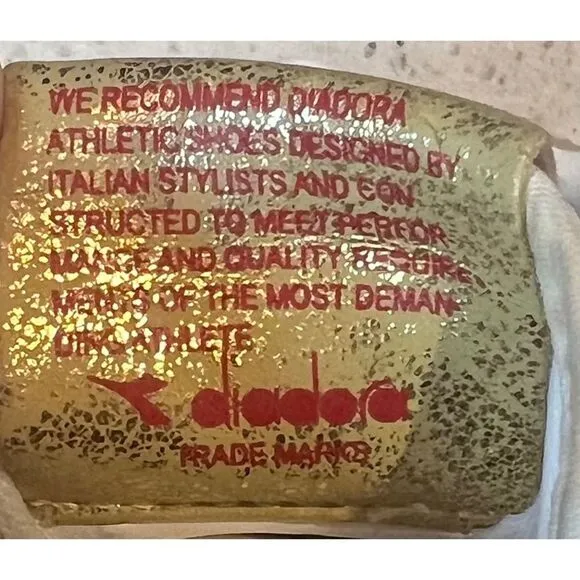 WE RECOMMEND DIADORA
ATHLETIC SHOES DESIGNED BY
ITALIAN STYLISTS AND CON
STRUCTED TO MEET PERFOR
MANCE AND QUALITY REQUIRE
MENTS OF THE MOST DEMAN-
DING ATHLETE
diadora
TRADE MARKS